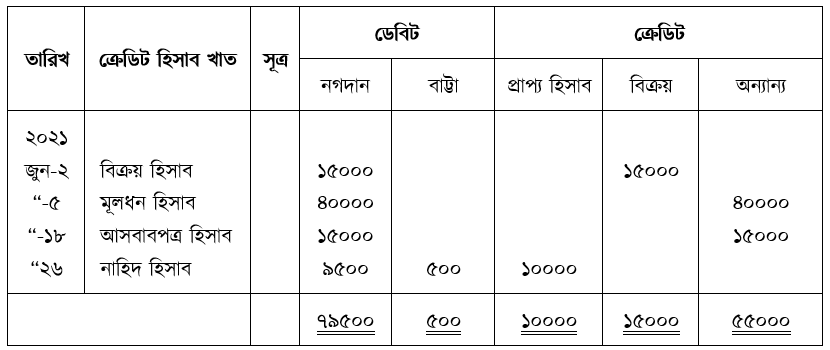 তারিখ ক্রেডিট হিসাব খাত সূত্র ডেবিট ক্রেডিট
নগদান বাট্টা প্রাপ্য হিসাব বিক্রয় অন্যান্য
২০২১
জুন-২ বিক্রয় হিসাব ১৫০০০ ১৫০০০
“-৫ মূলধন হিসাব ৪০০০০ ৪০০০০
“-১৮ আসবাবপত্র হিসাব ১৫০০০ ১৫০০০
“২৬ নাহিদ হিসাব ৯৫০০ ৫০০ ১০০০০
৭৯৫০০ ৫০০ ১০০০০ ১৫০০০ ৫৫০০০